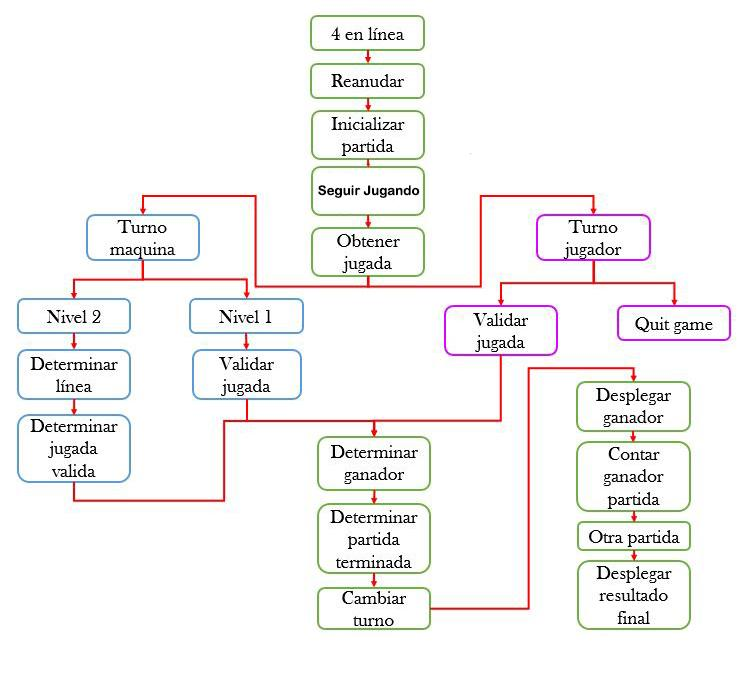 4 en línea
Reanudar
Inicializar
partida
Seguir Jugando
Obtener
jugada
Turno
maquina
Turno
jugador
Nivel 2
Nivel 1
Determinar
línea
Validar
jugada
Determinar
jugada
valida
Validar
jugada
Quit game
Determinar
ganador
Determinar
partida
terminada
Cambiar
turno
Desplegar
ganador
Contar
ganador
partida
Otra partida
Desplegar
resultado
final